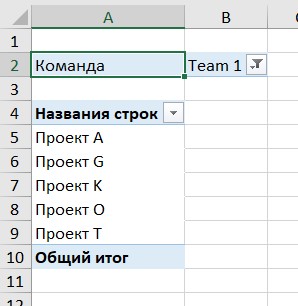 A B
1
2 Команда Team 1
3
4 Названия строк
5 Проект A
6 Проект G
7 Проект K
8 Проект O
9 Проект T
10 Общий итог
11